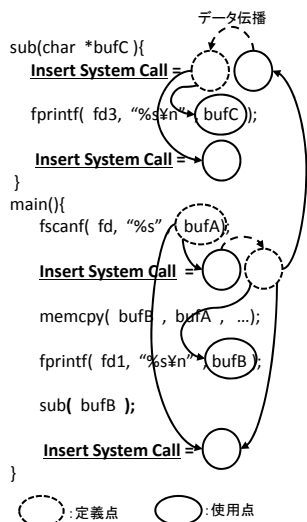 データ伝播
sub(char *bufC ){
Insert System Call =
fprintf( fd3, “%s¥n” bufC );
Insert System Call =
}
main(){
fscanf( fd, “%s” bufA);
Insert System Call =
memcpy( bufB , bufA , …);
fprintf( fd1, “%s¥n” , bufB );
sub( bufB );
Insert System Call =
}
:定義点 :使用点